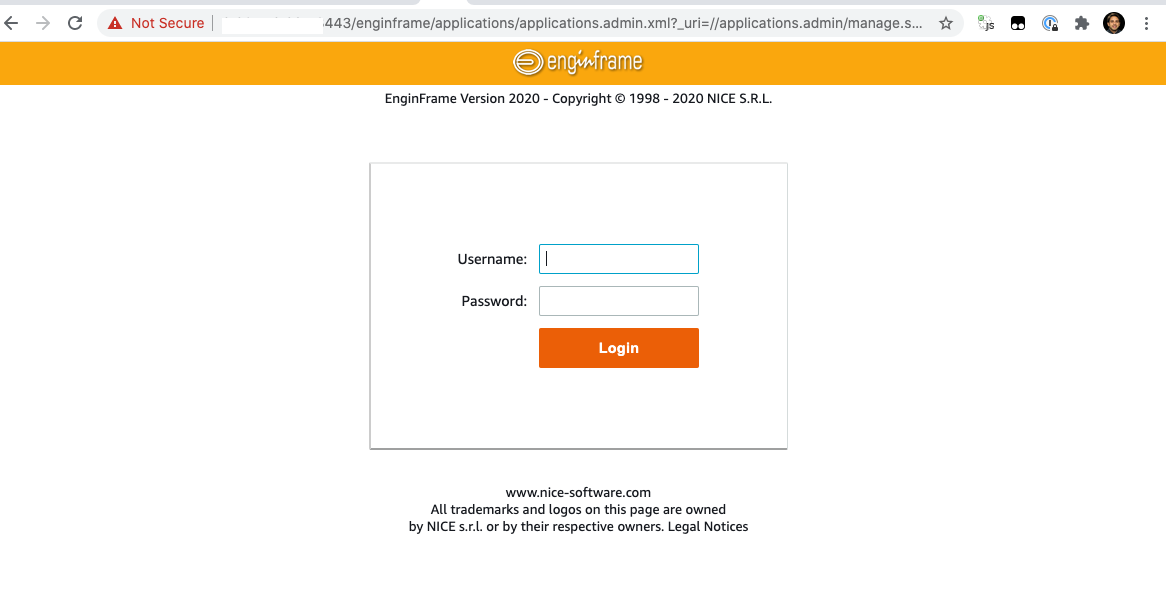 Not Secure
443/enginframe/applications/applications.admin.xml?_uri=//applications.admin/manage.s...
JS
enginframe
EnginFrame Version 2020 - Copyright © 1998 - 2020 NICE S.R.L.
Username:
Password:
Login
www.nice-software.com
All trademarks and logos on this page are owned
by NICE s.r.l. or by their respective owners. Legal Notices